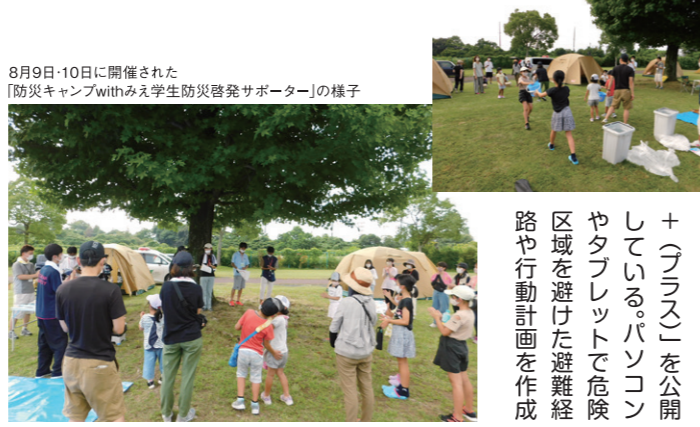 8月9日・10日に開催された
「防災キャンプwithみえ学生防災啓発サポーター」の様子
＋（プラス）」を公開
している。パソコン
やタブレットで危険
区域を避けた避難経
路や行動計画を作成